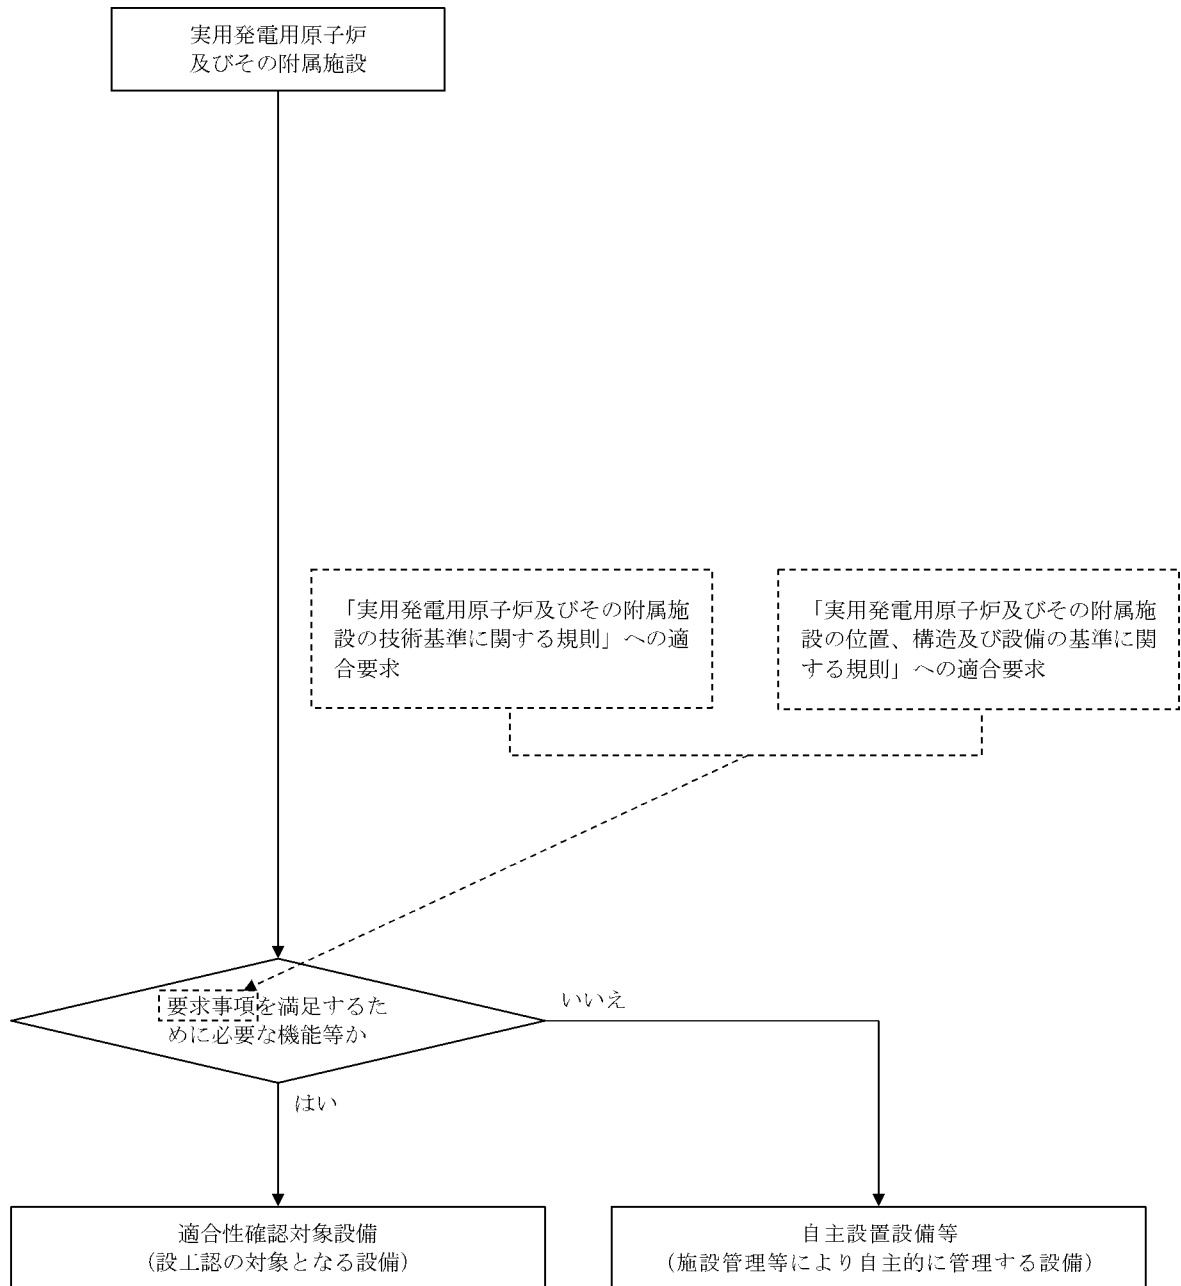 実用発電用原子炉
及びその附属施設
「実用発電用原子炉及びその附属施
設の技術基準に関する規則」への適
合要求
「実用発電用原子炉及びその附属施
設の位置、構造及び設備の基準に関
する規則」への適合要求
要求事項を満足するた
めに必要な機能等か
いいえ
はい
適合性確認対象設備
(設工認の対象となる設備)
自主設置設備等
(施設管理等により自主的に管理する設備)